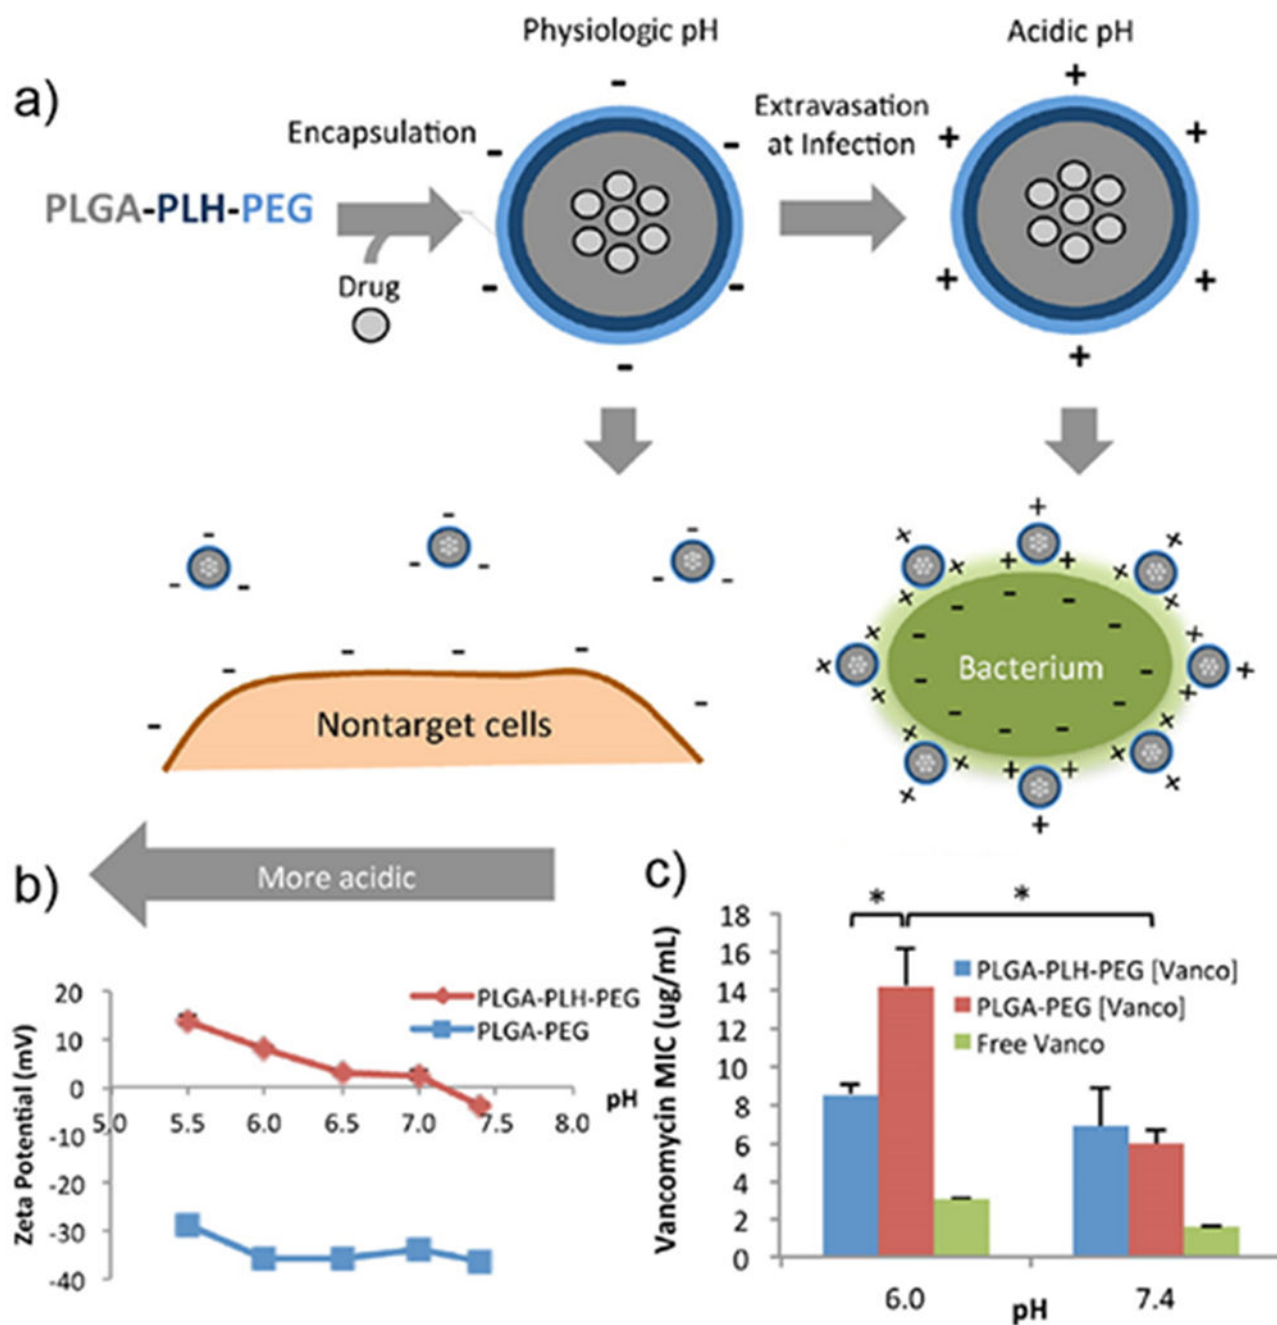 a)
Physiologic pH
Acidic pH
Encapsulation
Extravasation
at Infection
PLGA-PLH-PEG
Drug
- - - - - -
+ + + + + +
Nontarget cells
Bacterium
b)
More acidic
20
10
0
-10
-20
-30
-40
Zeta Potential (mV)
PLGA-PLH-PEG
PLGA-PEG
5.0 5.5 6.0 6.5 7.0 7.5 8.0
pH
c)
* *
18
16
14
12
10
8
6
4
2
0
Vancomycin MIC (ug/mL)
PLGA-PLH-PEG [Vanco]
PLGA-PEG [Vanco]
Free Vanco
6.0 pH 7.4